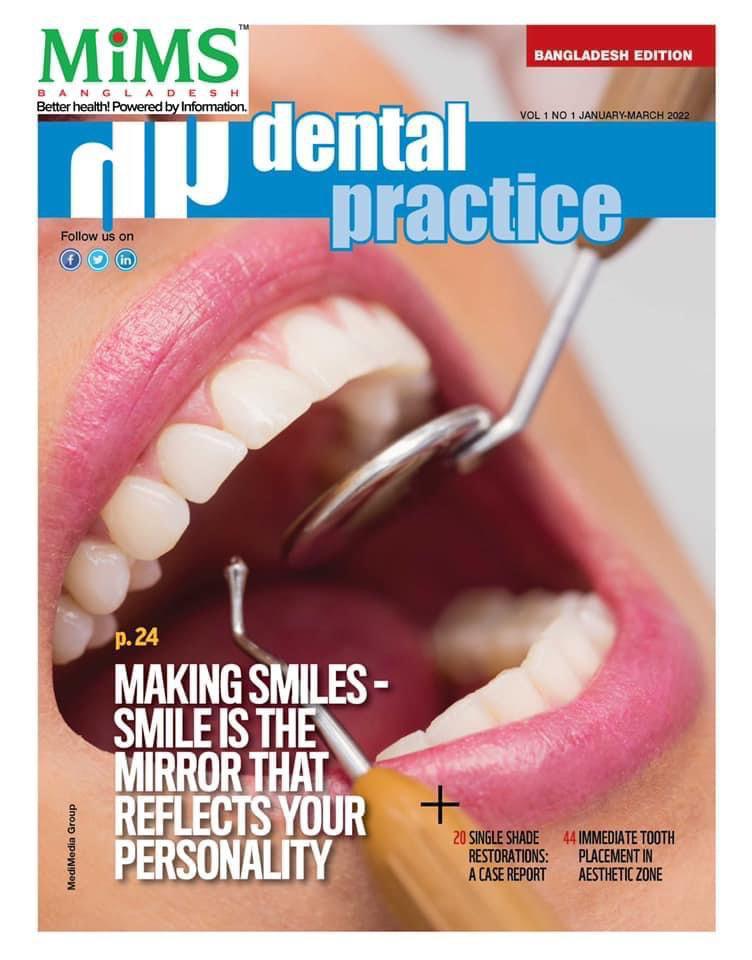 MiMS™
BANGLADESH
Better health! Powered by Information.
BANGLADESH EDITION
VOL 1 NO 1 JANUARY-MARCH 2022
dp dental
practice
Follow us on
f in
p. 24
MAKING SMILES -
SMILE IS THE
MIRROR THAT
REFLECTS YOUR
PERSONALITY
MediMedia Group
+
20 SINGLE SHADE
RESTORATIONS:
A CASE REPORT
44 IMMEDIATE TOOTH
PLACEMENT IN
AESTHETIC ZONE